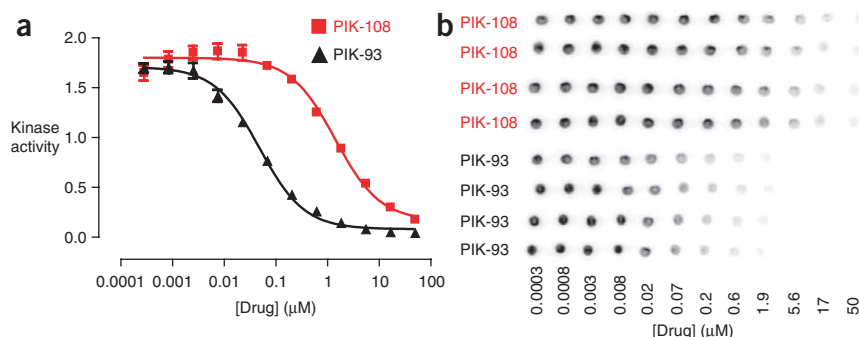 a
PIK-108
PIK-93
2.0
1.5
1.0
0.5
0.0
Kinase
activity
0.0001 0.001 0.01 0.1 1 10 100
[Drug] (μM)
b
PIK-108
PIK-108
PIK-108
PIK-108
PIK-93
PIK-93
PIK-93
PIK-93
0.0003 0.0008 0.003 0.008 0.02 0.07 0.2 0.6 1.9 5.6 17 50
[Drug] (μM)